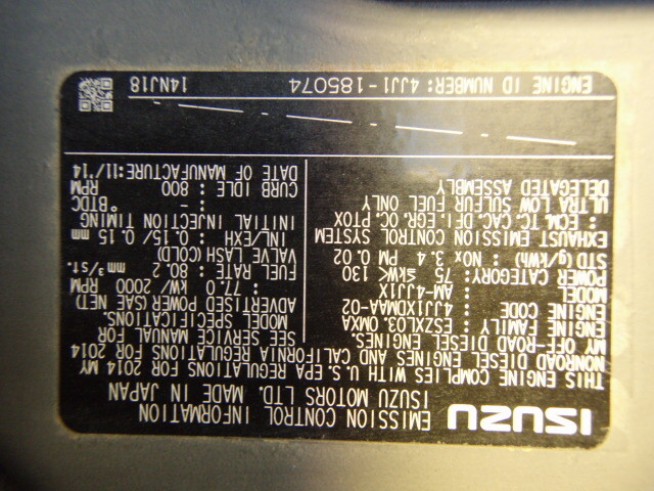 ISUZU
EMISSION CONTROL INFORMATION
ISUZU MOTORS LTD. MADE IN JAPAN
THIS ENGINE COMPLIES WITH U.S. EPA REGULATIONS FOR 2014 MY
NONROAD DIESEL ENGINES AND CALIFORNIA REGULATIONS FOR 2014
MY OFF-ROAD DIESEL ENGINES.
ENGINE FAMILY : ESZXL03.0MXA
ENGINE CODE : 4JJ1XDMAA-02
MODEL : AM-4JJ1X
POWER CATEGORY: 75 ≤kW< 130
STD(g/kWh) : NOx 3.4 PM 0.02
EXHAUST EMISSION CONTROL SYSTEM
: ECM, TC, CAC, DFI, EGR, OC, PTOX
ULTRA LOW SULFUR FUEL ONLY
DELEGATED ASSEMBLY
SEE SERVICE MANUAL FOR
MODEL SPECIFICATIONS.
ADVERTISED POWER (SAE NET)
: 77.0 kW/ 2000 RPM
FUEL RATE : 80.2 mm³/st.
VALVE LASH (COLD)
IN./EXH : 0.15/ 0.15 mm
INITIAL INJECTION TIMING
: - °BTDC
CURB IDLE : 800 RPM
DATE OF MANUFACTURE:11/'14
ENGINE ID NUMBER: 4JJ1-185074
14NJ18